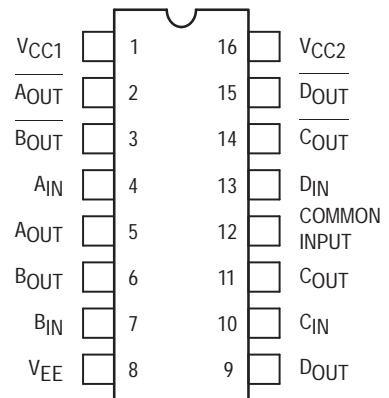 VCC1 1 16 VCC2
AOUT 2 15 DOUT
BOUT 3 14 COUT
AIN 4 13 DIN
AOUT 5 12 COMMON INPUT
BOUT 6 11 COUT
BIN 7 10 CIN
VEE 8 9 DOUT